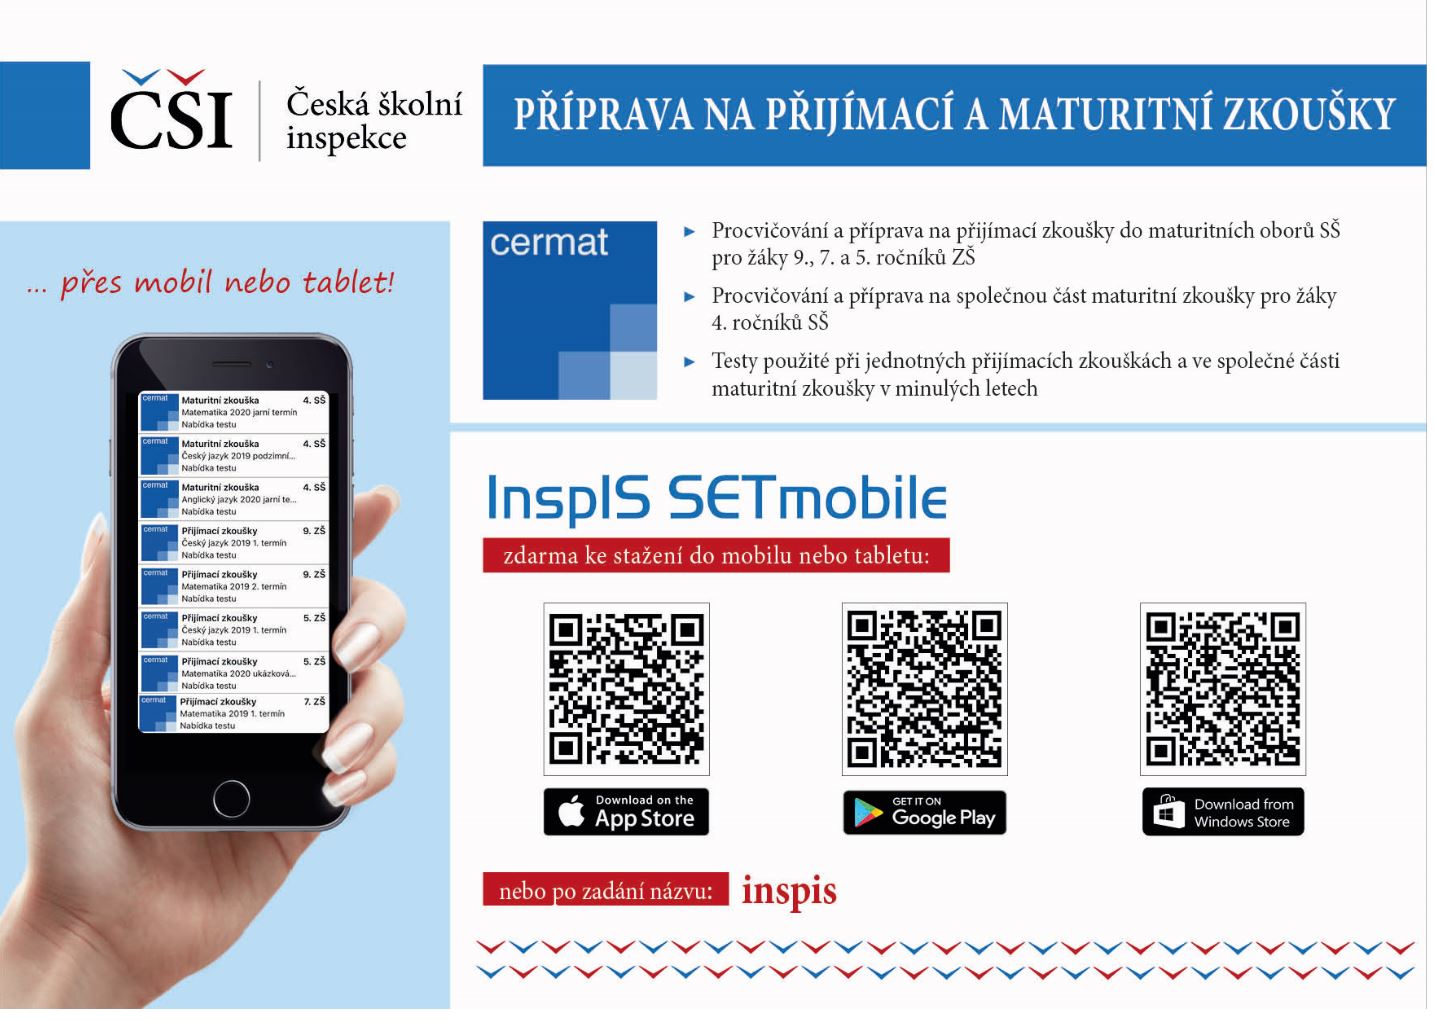 ČŠI
Česká školní
inspekce
PŘÍPRAVA NA PŘIJÍMACÍ A MATURITNÍ ZKOUŠKY
... přes mobil nebo tablet!
cermat
Maturitní zkouška 4. SŠ
Matematika 2020 jarní termín
Nabídka testu
cermat
Maturitní zkouška 4. SŠ
Český jazyk 2019 podzimní...
Nabídka testu
cermat
Maturitní zkouška 4. SŠ
Anglický jazyk 2020 jarní te...
Nabídka testu
cermat
Přijímací zkoušky 9. ZŠ
Český jazyk 2019 1. termín
Nabídka testu
cermat
Přijímací zkoušky 9. ZŠ
Matematika 2019 2. termín
Nabídka testu
cermat
Přijímací zkoušky 5. ZŠ
Český jazyk 2019 1. termín
Nabídka testu
cermat
Přijímací zkoušky 5. ZŠ
Matematika 2020 ukázková...
Nabídka testu
cermat
Přijímací zkoušky 7. ZŠ
Matematika 2019 1. termín
Nabídka testu
cermat
► Procvičování a příprava na přijímací zkoušky do maturitních oborů SŠ
pro žáky 9., 7. a 5. ročníků ZŠ
► Procvičování a příprava na společnou část maturitní zkoušky pro žáky
4. ročníků SŠ
► Testy použité při jednotných přijímacích zkouškách a ve společné části
maturitní zkoušky v minulých letech
InspIS SETmobile
zdarma ke stažení do mobilu nebo tabletu:
Download on the
App Store
GET IT ON
Google Play
Download from
Windows Store
nebo po zadání názvu: inspis